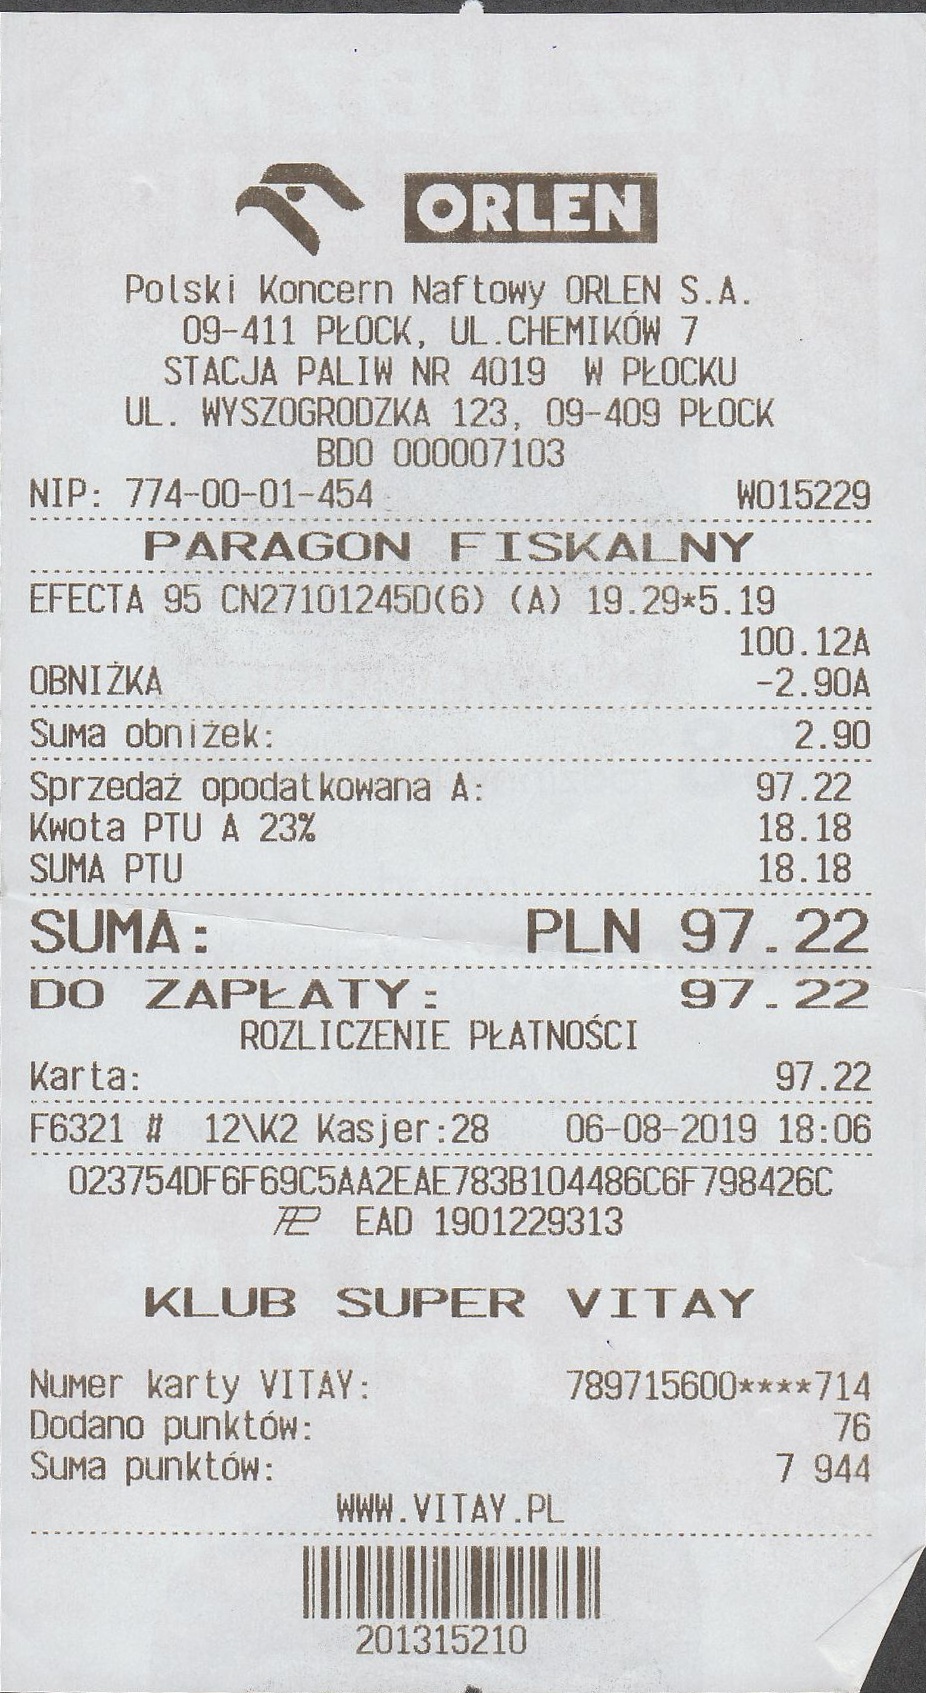 ORLEN
Polski Koncern Naftowy ORLEN S.A.
09-411 PŁOCK, UL.CHEMIKÓW 7
STACJA PALIW NR 4019 W PŁOCKU
UL. WYSZOGRODZKA 123, 09-409 PŁOCK
BDO 000007103
NIP: 774-00-01-454 W015229
PARAGON FISKALNY
EFECTA 95 CN27101245D(6) (A) 19.29*5.19
100.12A
OBNIŻKA -2.90A
Suma obniżek: 2.90
Sprzedaż opodatkowana A: 97.22
Kwota PTU A 23% 18.18
SUMA PTU 18.18
SUMA: PLN 97.22
DO ZAPŁATY: 97.22
ROZLICZENIE PŁATNOŚCI
Karta: 97.22
F6321 # 12\K2 Kasjer:28 06-08-2019 18:06
023754DF6F69C5AA2EAE783B104486C6F798426C
EAD 1901229313
KLUB SUPER VITAY
Numer karty VITAY: 789715600****714
Dodano punktów: 76
Suma punktów: 7 944
WWW.VITAY.PL
201315210